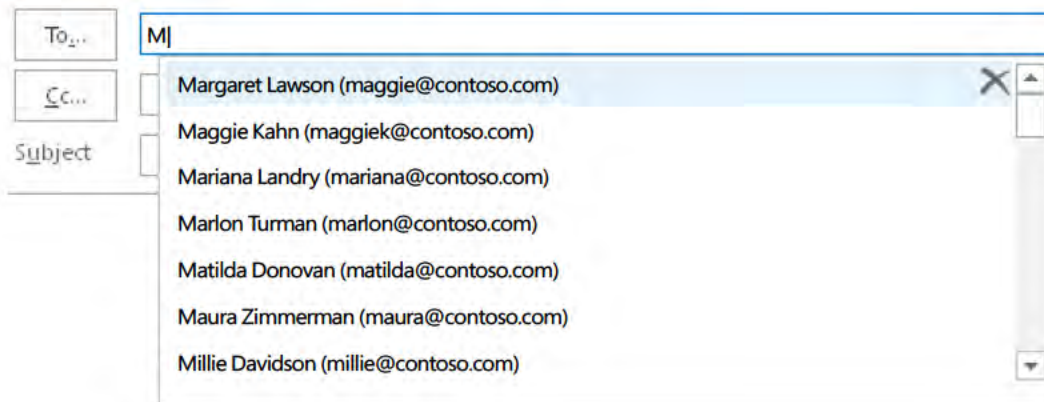 To... M
Margaret Lawson (maggie@contoso.com)
Cc...
Maggie Kahn (maggiek@contoso.com)
Subject
Mariana Landry (mariana@contoso.com)
Marlon Turman (marlon@contoso.com)
Matilda Donovan (matilda@contoso.com)
Maura Zimmerman (maura@contoso.com)
Millie Davidson (millie@contoso.com)